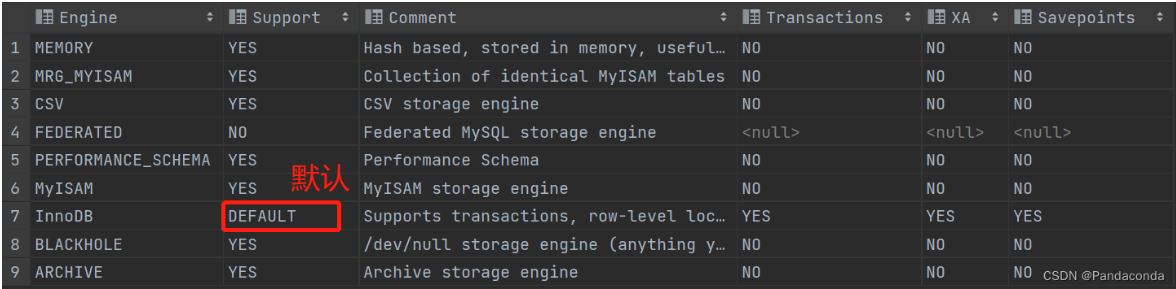 Engine Support Comment Transactions XA Savepoints
1 MEMORY YES Hash based, stored in memory, useful… NO NO NO
2 MRG_MYISAM YES Collection of identical MyISAM tables NO NO NO
3 CSV YES CSV storage engine NO NO NO
4 FEDERATED NO Federated MySQL storage engine <null> <null> <null>
5 PERFORMANCE_SCHEMA YES Performance Schema NO NO NO
默认
6 MyISAM YES MyISAM storage engine NO NO NO
7 InnoDB DEFAULT Supports transactions, row-level loc… YES YES YES
8 BLACKHOLE YES /dev/null storage engine (anything y… NO NO NO
9 ARCHIVE YES Archive storage engine NO NO NO
CSDN @Pandaconda